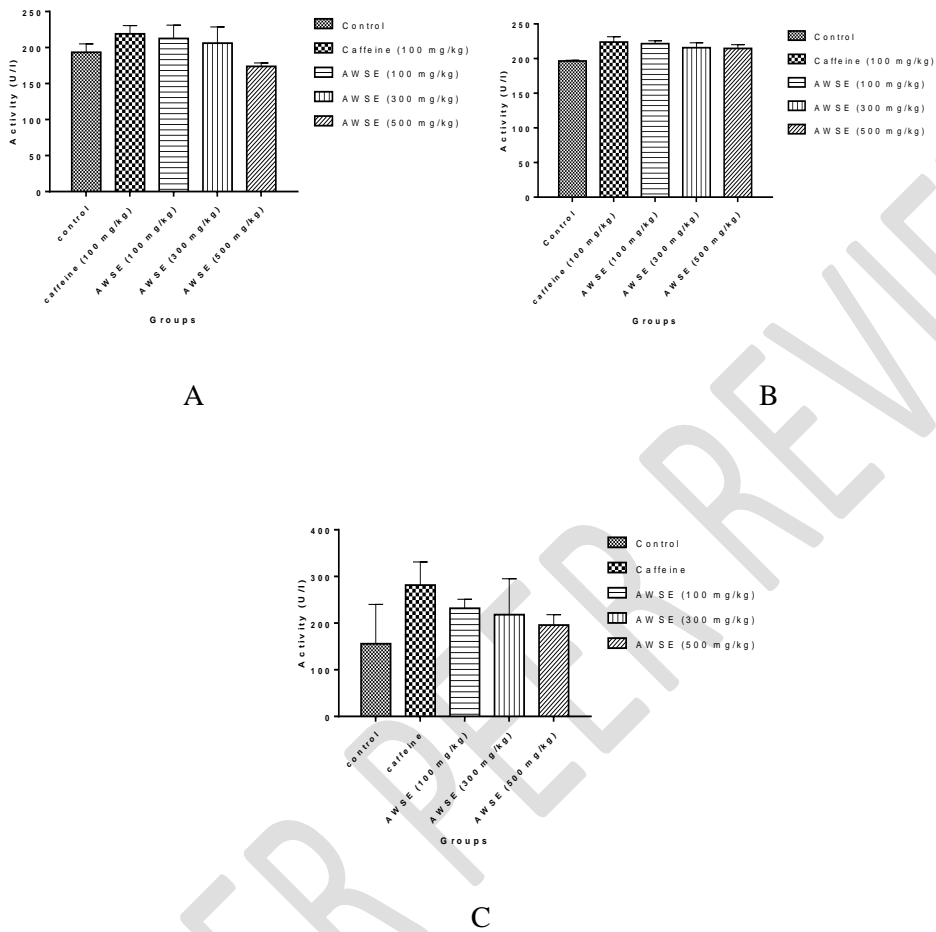 250
200
150
100
50
0
Activity (U/l)
control
caffeine (100 mg/kg)
AWSE (100 mg/kg)
AWSE (300 mg/kg)
AWSE (500 mg/kg)
Groups
Control
Caffeine (100 mg/kg)
AWSE (100 mg/kg)
AWSE (300 mg/kg)
AWSE (500 mg/kg)
A
250
200
150
100
50
0
Activity (U/l)
Control
caffeine (100 mg/kg)
AWSE (100 mg/kg)
AWSE (300 mg/kg)
AWSE (500 mg/kg)
Groups
Control
Caffeine (100 mg/kg)
AWSE (100 mg/kg)
AWSE (300 mg/kg)
AWSE (500 mg/kg)
B
400
300
200
100
0
Activity (U/l)
control
caffeine
AWSE (100 mg/kg)
AWSE (300 mg/kg)
AWSE (500 mg/kg)
Groups
Control
Caffeine
AWSE (100 mg/kg)
AWSE (300 mg/kg)
AWSE (500 mg/kg)
C
ER PEER REVIE